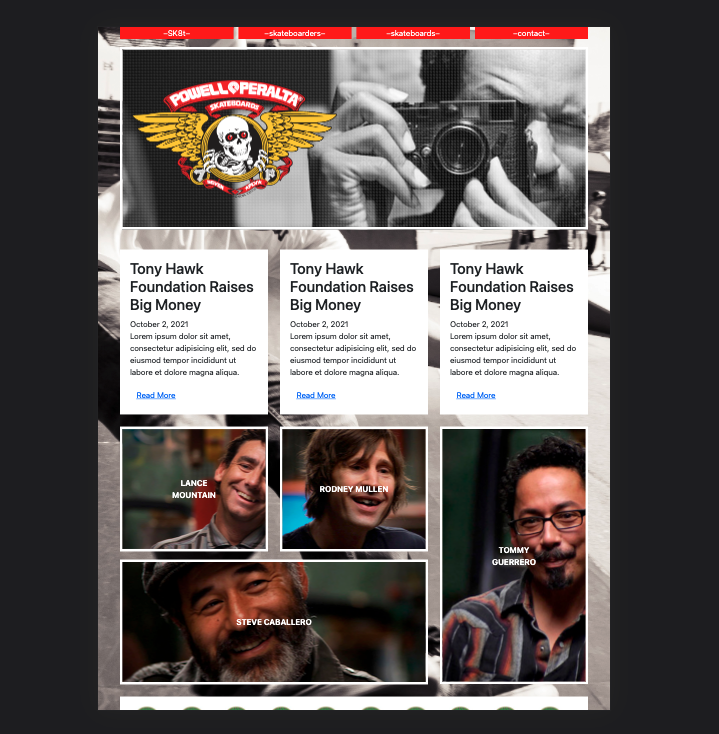 ~SK8t~
~skateboarders~
~skateboards~
~contact~
POWELL PERALTA
SKATEBOARDS
Tony Hawk
Foundation Raises
Big Money
October 2, 2021
Lorem ipsum dolor sit amet,
consectetur adipisicing elit, sed do
eiusmod tempor incididunt ut
labore et dolore magna aliqua.
Read More
Tony Hawk
Foundation Raises
Big Money
October 2, 2021
Lorem ipsum dolor sit amet,
consectetur adipisicing elit, sed do
eiusmod tempor incididunt ut
labore et dolore magna aliqua.
Read More
Tony Hawk
Foundation Raises
Big Money
October 2, 2021
Lorem ipsum dolor sit amet,
consectetur adipisicing elit, sed do
eiusmod tempor incididunt ut
labore et dolore magna aliqua.
Read More
LANCE
MOUNTAIN
RODNEY MULLEN
TOMMY
GUERRERO
STEVE CABALLERO